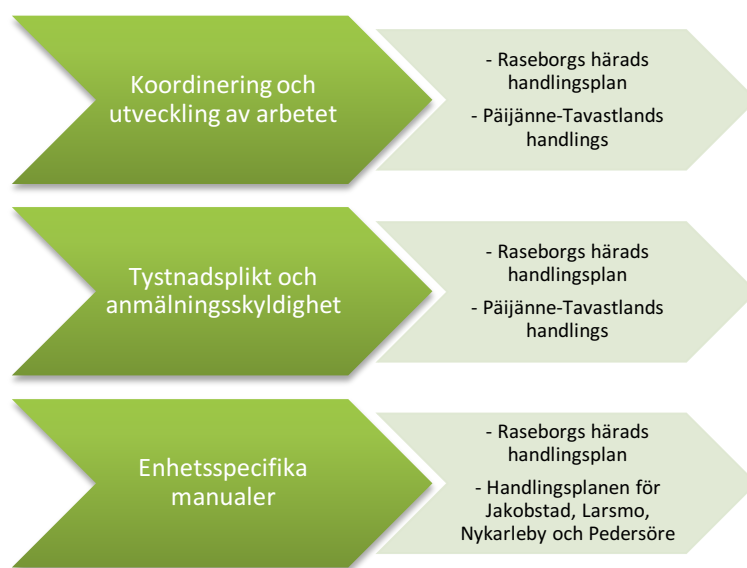 Koordinering och
utveckling av arbetet
- Raseborgs härads
handlingsplan
- Päijänne-Tavastlands
handlings
Tystnadsplikt och
anmälningsskyldighet
- Raseborgs härads
handlingsplan
- Päijänne-Tavastlands
handlings
Enhetsspecifika
manualer
- Raseborgs härads
handlingsplan
- Handlingsplanen för
Jakobstad, Larsmo,
Nykarleby och Pedersöre